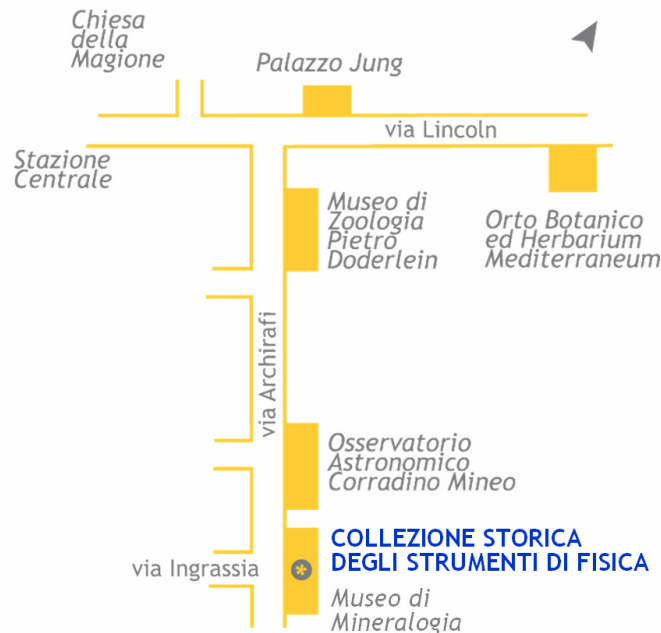 Chiesa
della
Magione
Palazzo Jung
via Lincoln
Stazione
Centrale
Museo di
Zoologia
Pietro
Doderlein
Orto Botanico
ed Herbarium
Mediterraneum
via Archirafi
Osservatorio
Astronomico
Corradino Mineo
COLLEZIONE STORICA
DEGLI STRUMENTI DI FISICA
via Ingrassia
*
Museo di
Mineralogia